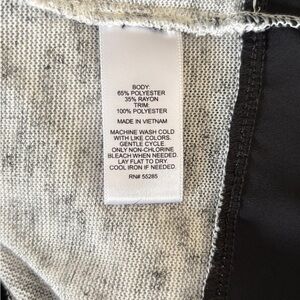 BODY:
65% POLYESTER
35% RAYON
TRIM:
100% POLYESTER
MADE IN VIETNAM
MACHINE WASH COLD
WITH LIKE COLORS.
GENTLE CYCLE
ONLY NON-CHLORINE
BLEACH WHEN NEEDED.
LAY FLAT TO DRY
COOL IRON IF NEEDED.
RN# 55285